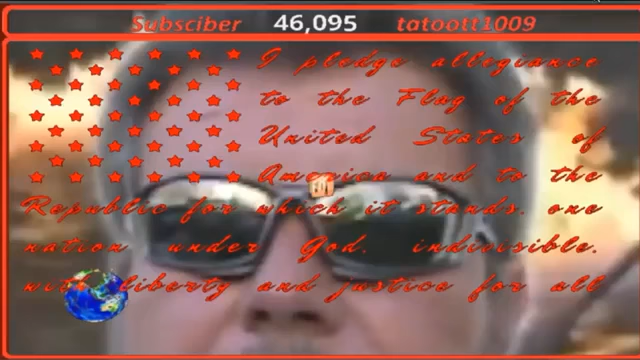 Subsciber 46,095 tatoott1009
I pledge allegiance
to the Flag of the
United States of
America and to the
Republic for which it stands, one
nation under God, indivisible,
with liberty and justice for all